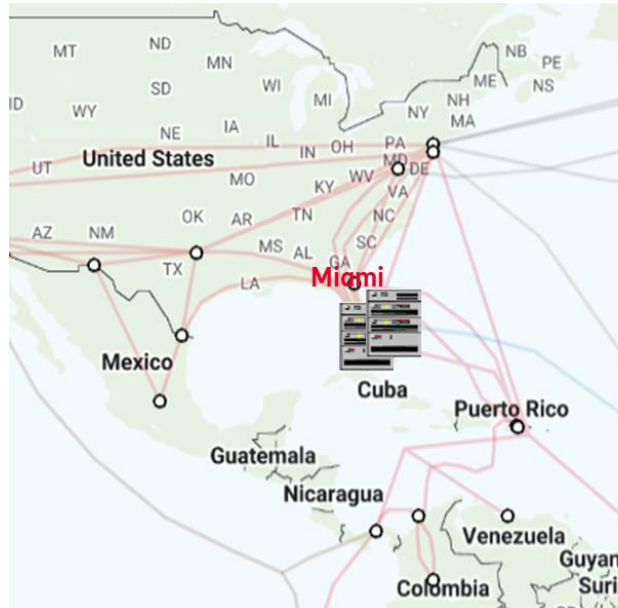 ND
NB
MT
MN
PE
ME
NS
SD
WI
NH
ID
MI
NY
WY
MA
IA
NE
PA
IL
OH
United States
IN
MD
UT
DE
MO
WV
KY
VA
OK
TN
NC
AR
AZ
NM
SC
MS
AL
GA
TX
Miami
LA
Mexico
Cuba
Puerto Rico
Guatemala
Nicaragua
Venezuela
Guyan
Colombia
Suri